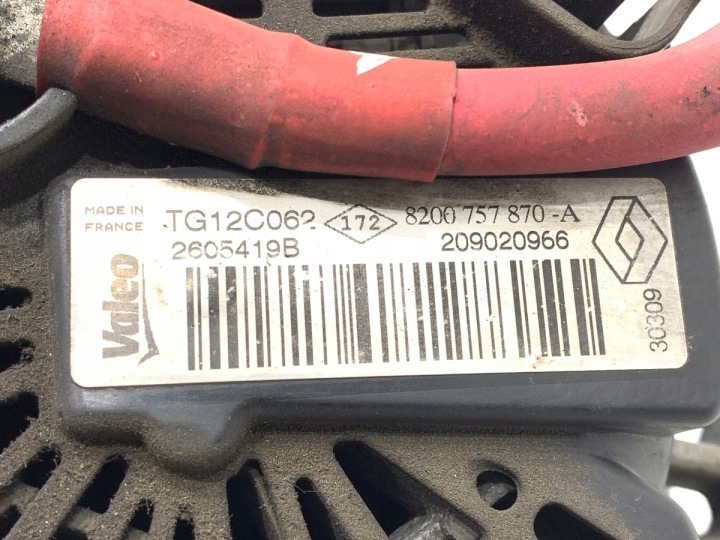 MADE IN
FRANCE
TG12C062 172 8200 757 870 -A
2605419B 209020966
Valeo
30309